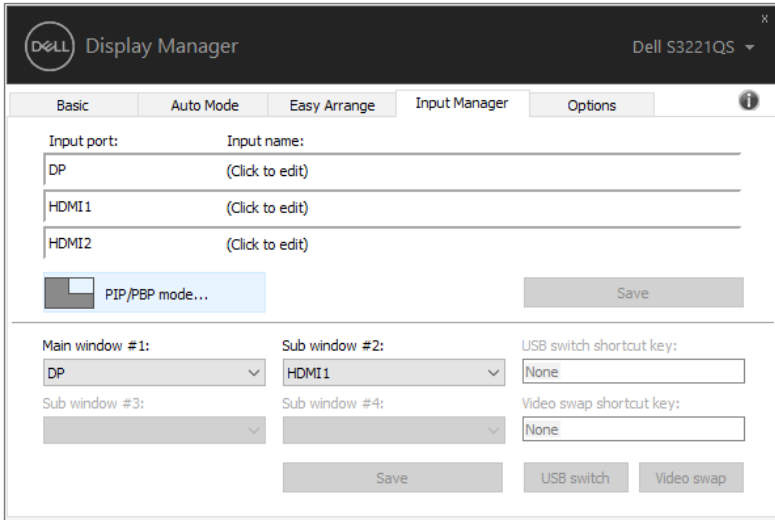 x
DELL Display Manager Dell S3221QS
Basic Auto Mode Easy Arrange Input Manager Options i
Input port: Input name:
DP (Click to edit)
HDMI1 (Click to edit)
HDMI2 (Click to edit)
PIP/PBP mode... Save
Main window #1: Sub window #2: USB switch shortcut key:
DP HDMI1 None
Sub window #3: Sub window #4: Video swap shortcut key:
None
Save USB switch Video swap